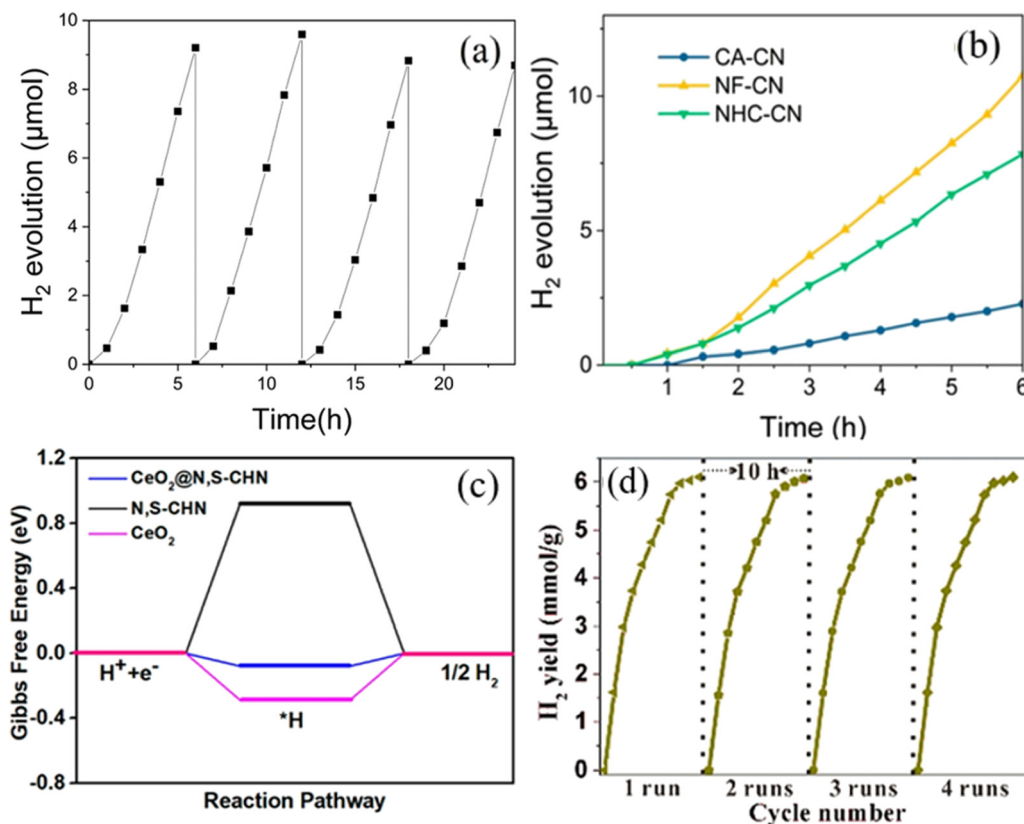 (a)
10
8
6
4
2
0
H2 evolution (μmol)
0 5 10 15 20
Time(h)
(b)
CA-CN
NF-CN
NHC-CN
10
5
0
H2 evolution (μmol)
1 2 3 4 5 6
Time (h)
(c)
CeO2@N,S-CHN
N,S-CHN
CeO2
1.2
0.8
0.4
0.0
-0.4
-0.8
Gibbs Free Energy (eV)
H+ +e-
*H
1/2 H2
Reaction Pathway
(d)
10 h
6
5
4
3
2
1
0
H2 yield (mmol/g)
1 run 2 runs 3 runs 4 runs
Cycle number